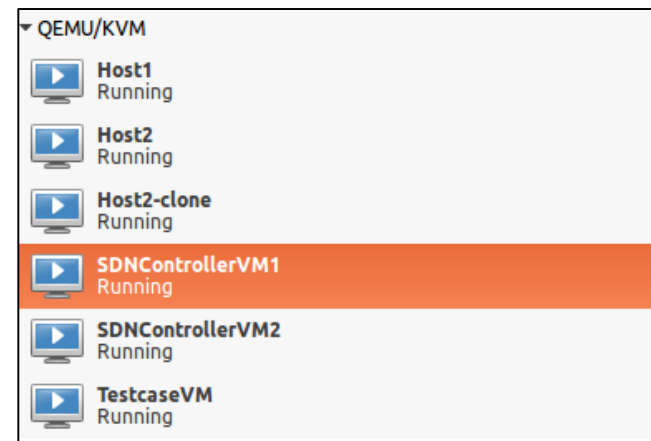 QEMU/KVM
Host1
Running
Host2
Running
Host2-clone
Running
SDNControllerVM1
Running
SDNControllerVM2
Running
TestcaseVM
Running